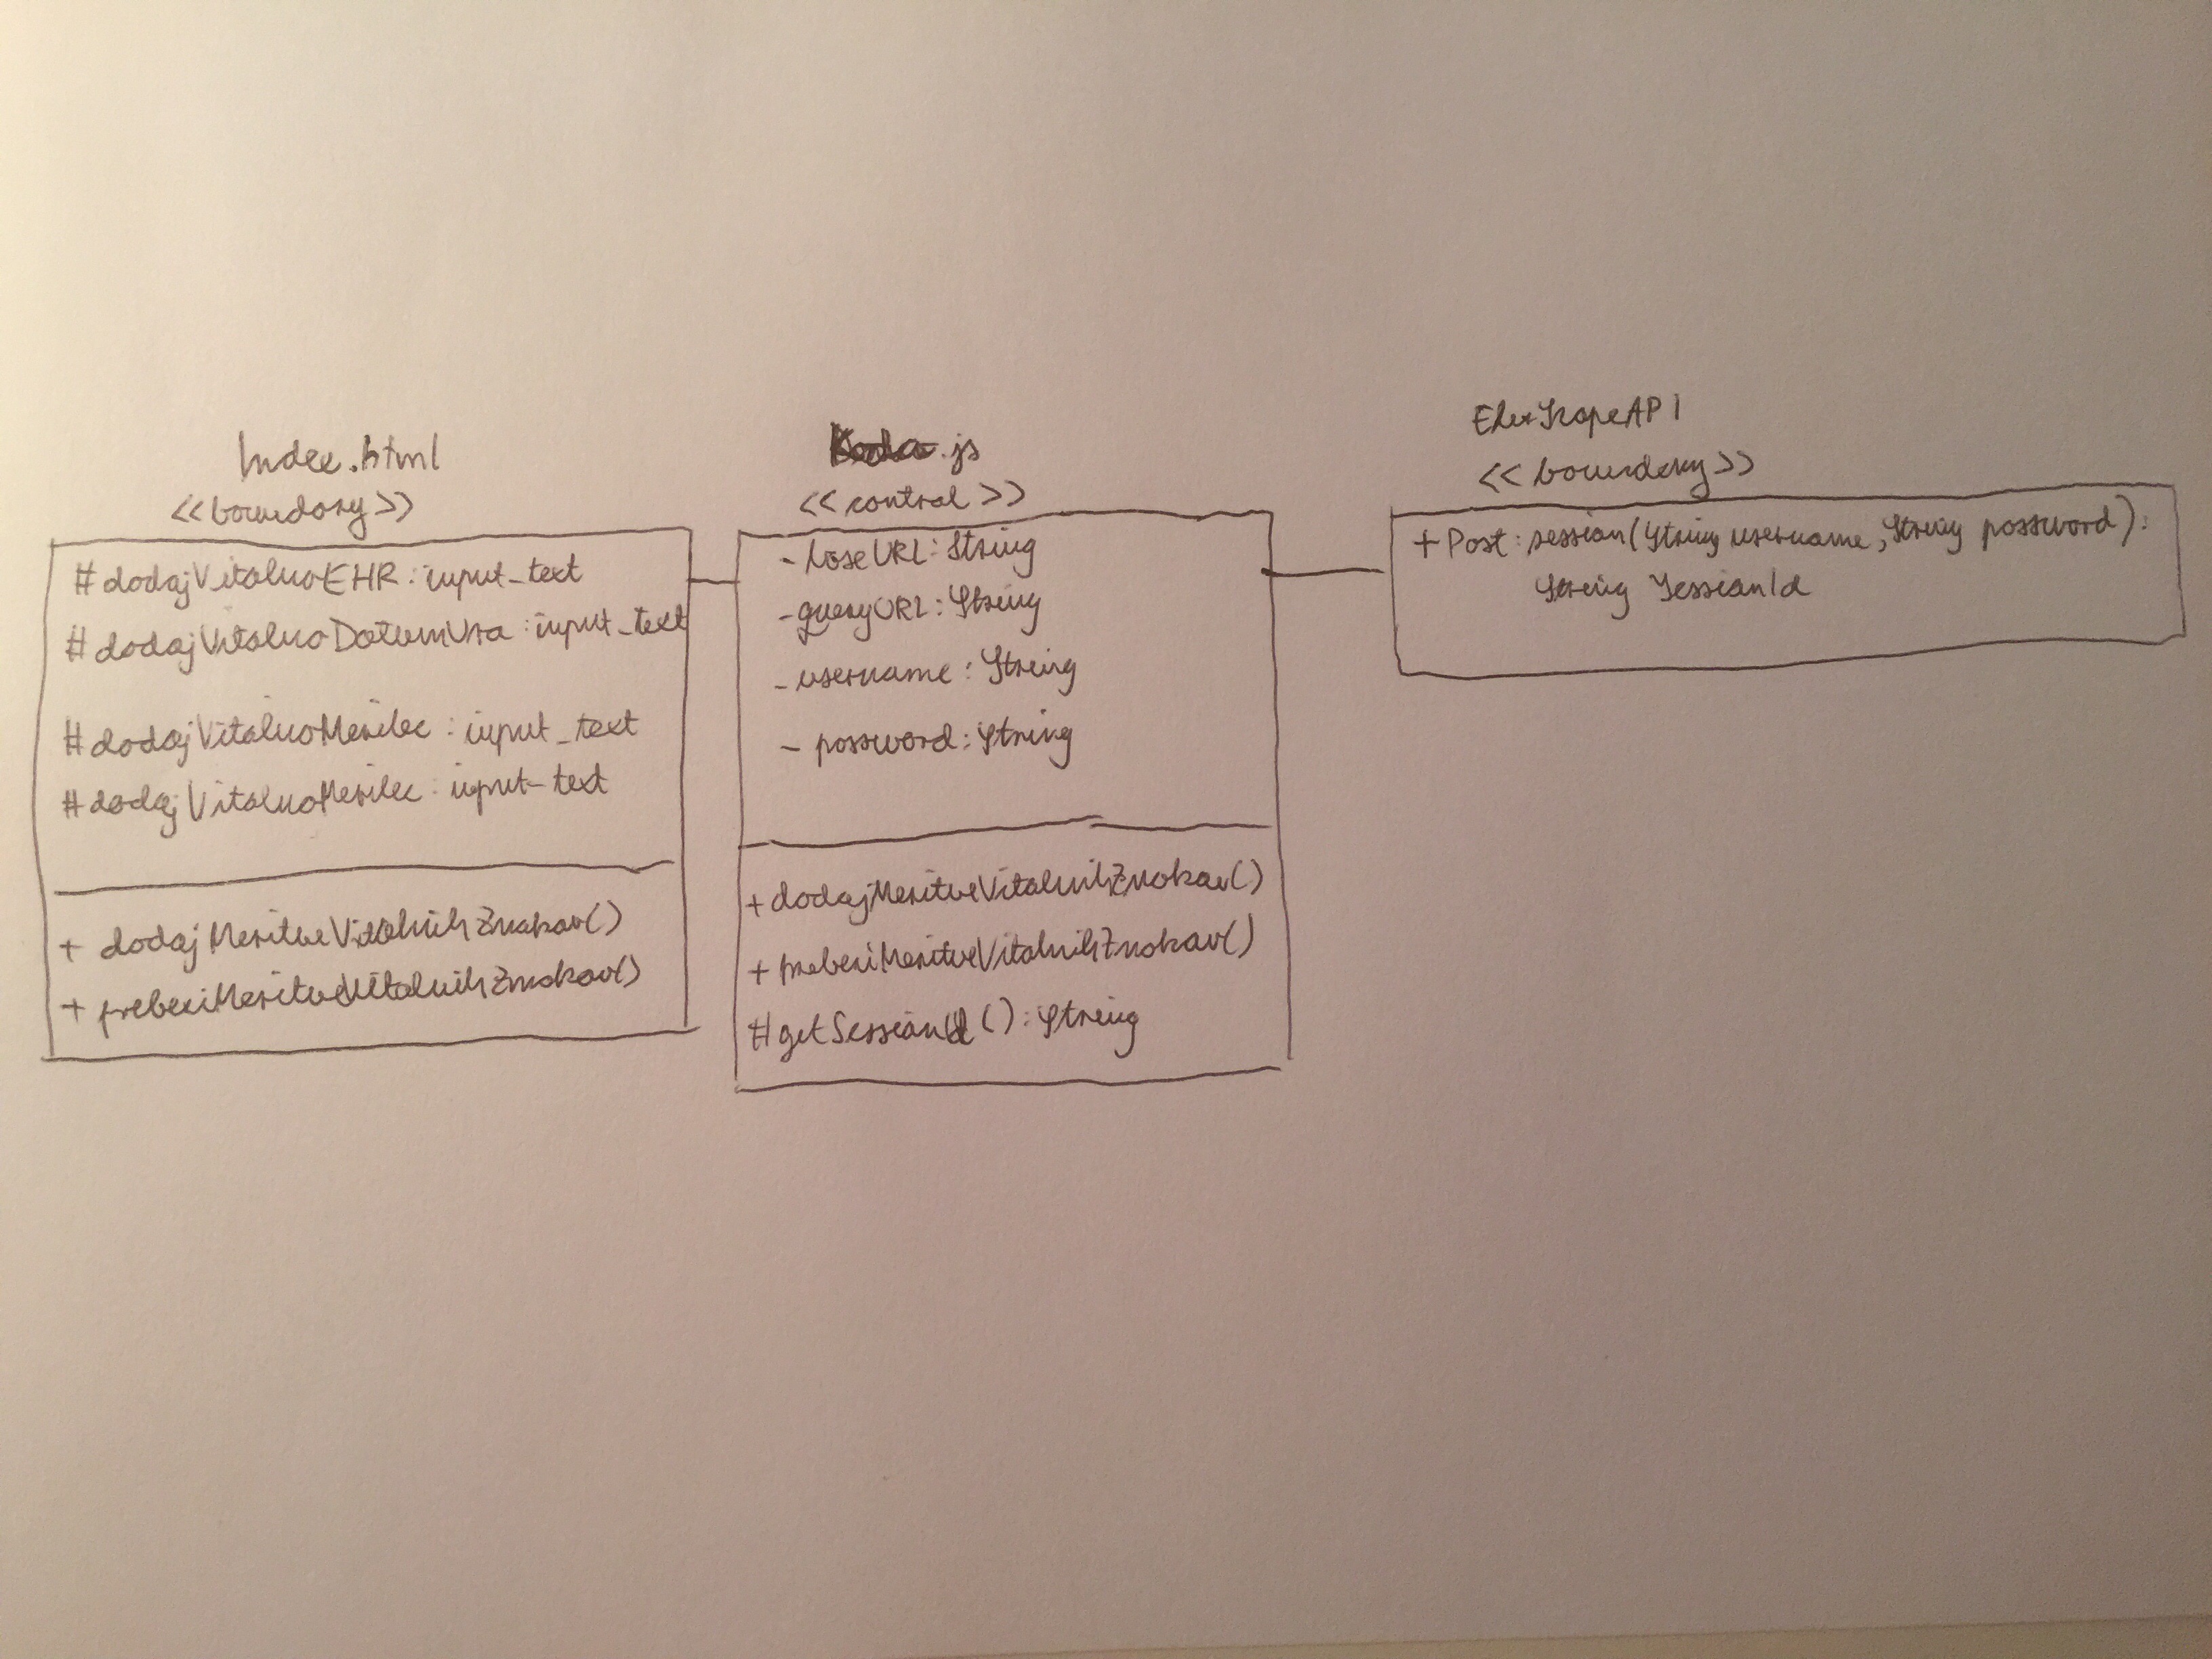 Index.html
<<boundary>>
#dodajVitalnoEHR : input_text
#dodajVitalnoDatumUra : input_text
#dodajVitalnoMerilec : input_text
#dodajVitalnoMerilec : input_text
+ dodajMeritveVitalnihZnakov()
+ preberiMeritveVitalnihZnakov()
Koda.js
<<control>>
- baseURL : String
- queryURL : String
- username : String
- password : String
+ dodajMeritveVitalnihZnakov()
+ preberiMeritveVitalnihZnakov()
#getSessionId() : String
EhrScapeAPI
<<boundary>>
+ Post : session(String username, String password) :
String SessionId